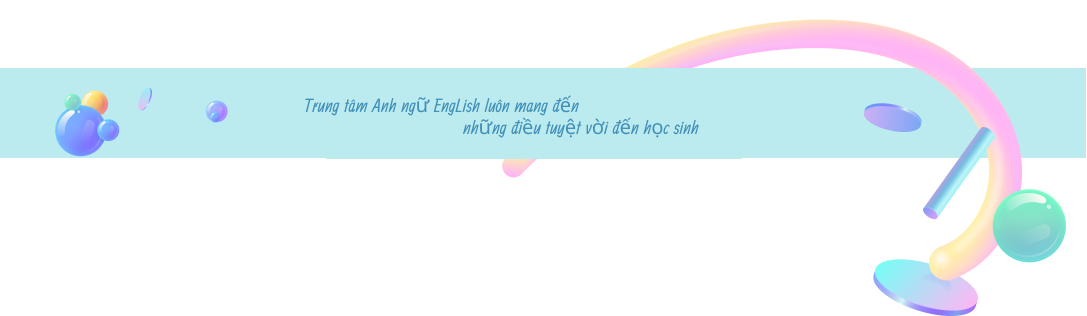 Trung tâm Anh ngữ EngLish luôn mang đến
những điều tuyệt vời đến học sinh